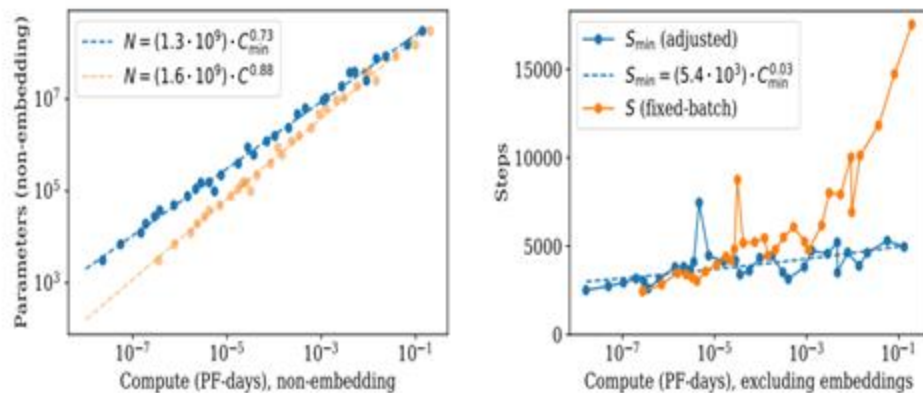 N = (1.3 · 10⁹) · C_min^0.73
N = (1.6 · 10⁹) · C^0.88
Parameters (non-embedding)
10⁷
10⁵
10³
10⁻⁷
10⁻⁵
10⁻³
10⁻¹
Compute (PF-days), non-embedding
S_min (adjusted)
S_min = (5.4 · 10³) · C_min^0.03
S (fixed-batch)
Steps
15000
10000
5000
0
10⁻⁷
10⁻⁵
10⁻³
10⁻¹
Compute (PF-days), excluding embeddings